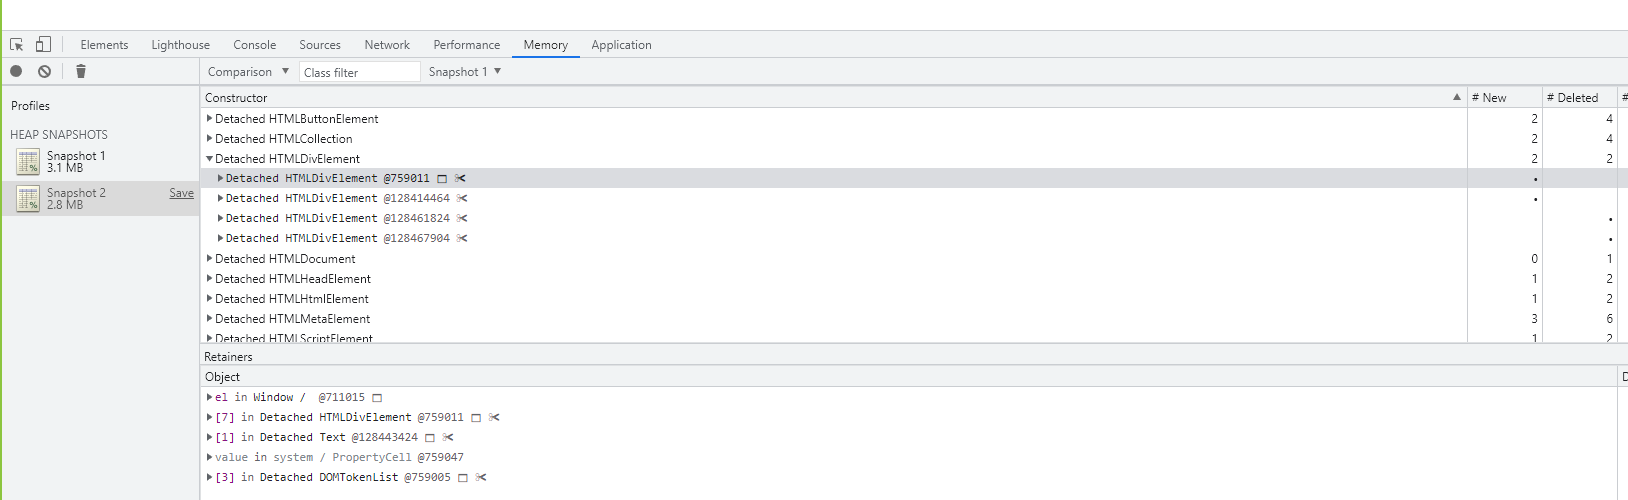 Elements Lighthouse Console Sources Network Performance Memory Application
Comparison ▼ Class filter Snapshot 1 ▼
Profiles
HEAP SNAPSHOTS
Snapshot 1
3.1 MB
Snapshot 2 Save
2.8 MB
Constructor ▲ # New # Deleted #
Detached HTMLButtonElement 2 4
Detached HTMLCollection 2 4
Detached HTMLDivElement 2 2
Detached HTMLDivElement @759011 •
Detached HTMLDivElement @128414464 •
Detached HTMLDivElement @128461824 •
Detached HTMLDivElement @128467904 •
Detached HTMLDocument 0 1
Detached HTMLHeadElement 1 2
Detached HTMLHtmlElement 1 2
Detached HTMLMetaElement 3 6
Detached HTMLScriptElement 1 2
Retainers
Object D
el in Window / @711015
[7] in Detached HTMLDivElement @759011
[1] in Detached Text @128443424
value in system / PropertyCell @759047
[3] in Detached DOMTokenList @759005